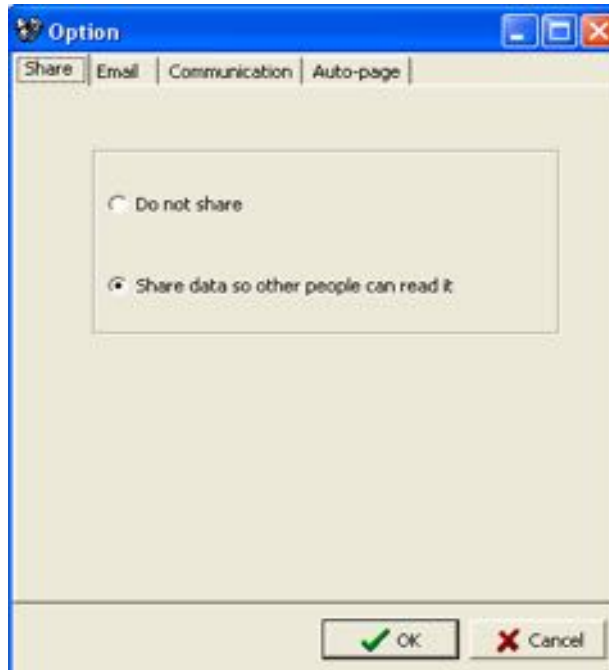 Option
Share Email Communication Auto-page
Do not share
Share data so other people can read it
OK Cancel